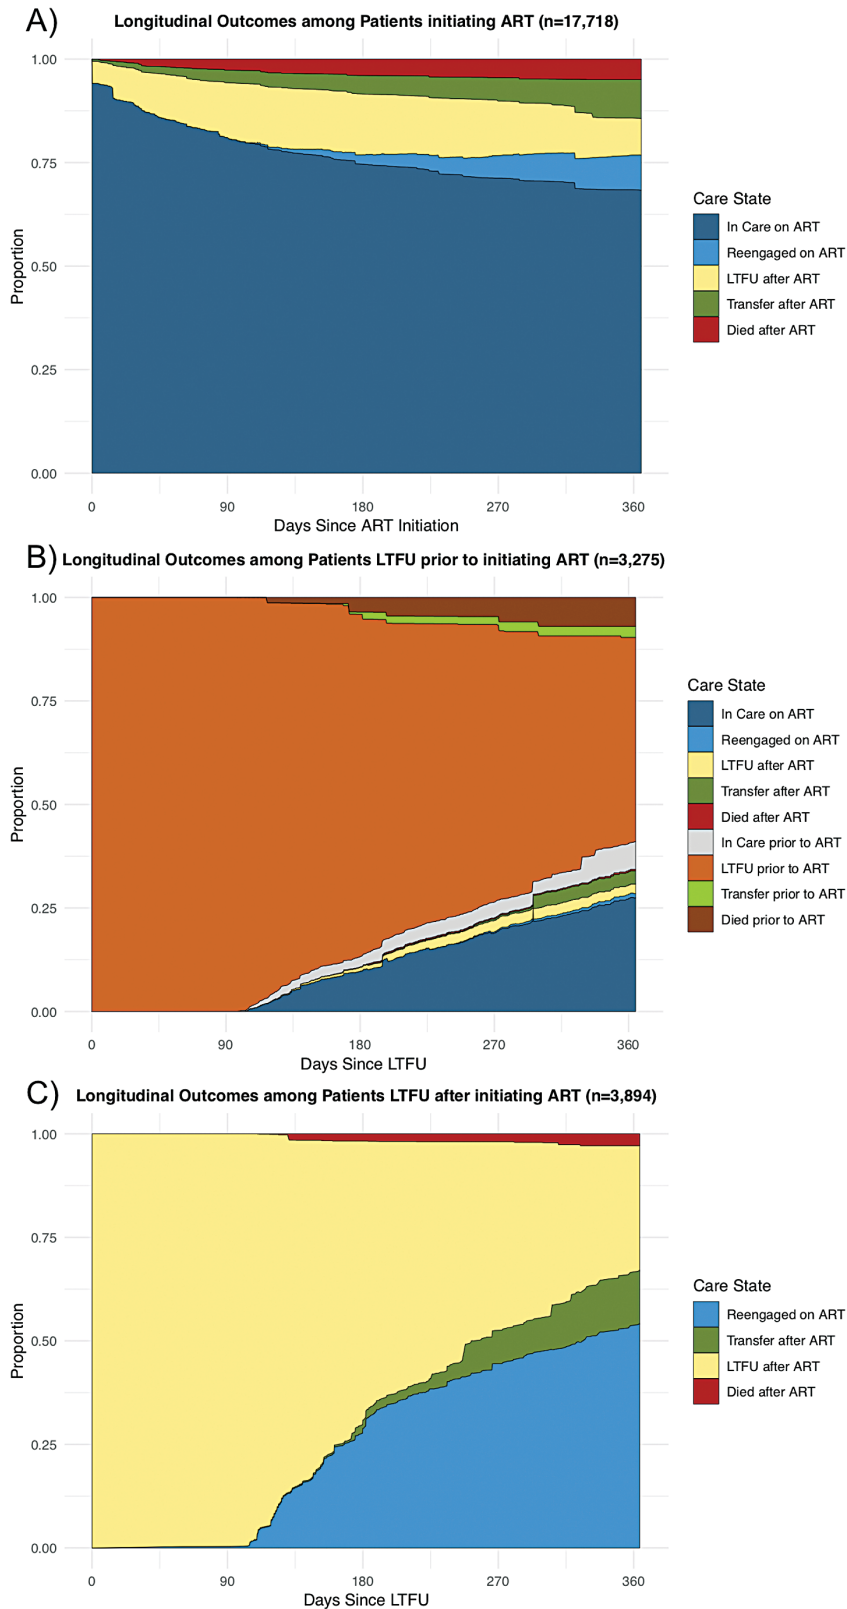 A) Longitudinal Outcomes among Patients initiating ART (n=17,718)
1.00
0.75
0.50
0.25
0.00
Proportion
0 90 180 270 360
Days Since ART Initiation
Care State
In Care on ART
Reengaged on ART
LTFU after ART
Transfer after ART
Died after ART
B) Longitudinal Outcomes among Patients LTFU prior to initiating ART (n=3,275)
1.00
0.75
0.50
0.25
0.00
Proportion
0 90 180 270 360
Days Since LTFU
Care State
In Care on ART
Reengaged on ART
LTFU after ART
Transfer after ART
Died after ART
In Care prior to ART
LTFU prior to ART
Transfer prior to ART
Died prior to ART
C) Longitudinal Outcomes among Patients LTFU after initiating ART (n=3,894)
1.00
0.75
0.50
0.25
0.00
Proportion
0 90 180 270 360
Days Since LTFU
Care State
Reengaged on ART
Transfer after ART
LTFU after ART
Died after ART